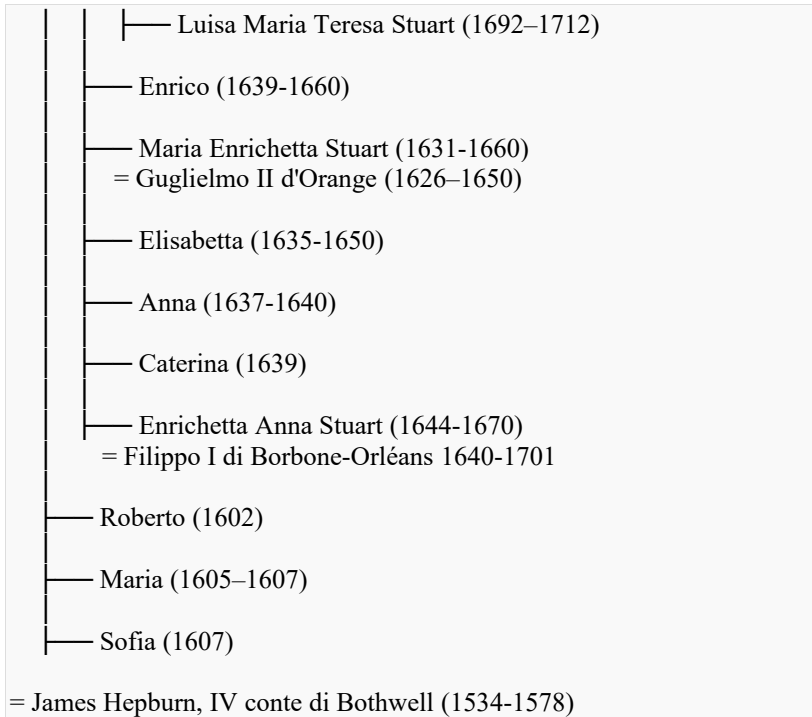 Luisa Maria Teresa Stuart (1692–1712)
Enrico (1639-1660)
Maria Enrichetta Stuart (1631-1660)
= Guglielmo II d'Orange (1626–1650)
Elisabetta (1635-1650)
Anna (1637-1640)
Caterina (1639)
Enrichetta Anna Stuart (1644-1670)
= Filippo I di Borbone-Orléans 1640-1701
Roberto (1602)
Maria (1605–1607)
Sofia (1607)
= James Hepburn, IV conte di Bothwell (1534-1578)